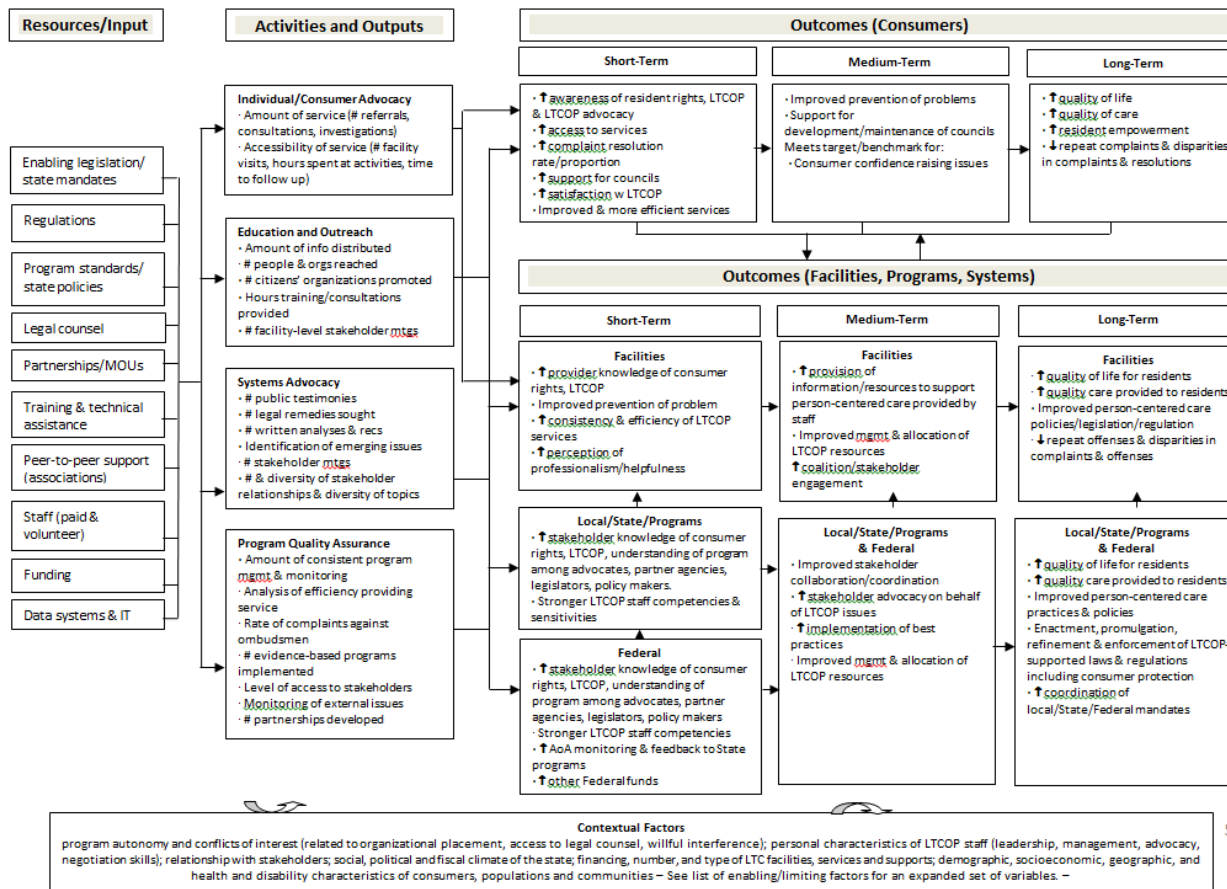 Resources/Input
Activities and Outputs
Outcomes (Consumers)
Short-Term
Medium-Term
Long-Term
Enabling legislation/
state mandates
Regulations
Program standards/
state policies
Legal counsel
Partnerships/MOUs
Training & technical
assistance
Peer-to-peer support
(associations)
Staff (paid &
volunteer)
Funding
Data systems & IT
Individual/Consumer Advocacy
· Amount of service (# referrals,
consultations, investigations)
· Accessibility of service (# facility
visits, hours spent at activities, time
to follow up)
Education and Outreach
· Amount of info distributed
· # people & orgs reached
· # citizens' organizations promoted
· Hours training/consultations
provided
· # facility-level stakeholder mtgs
Systems Advocacy
· # public testimonies
· # legal remedies sought
· # written analyses & recs
· Identification of emerging issues
· # stakeholder mtgs
· # & diversity of stakeholder
relationships & diversity of topics
Program Quality Assurance
· Amount of consistent program
mgmt & monitoring
· Analysis of efficiency providing
service
· Rate of complaints against
ombudsmen
· # evidence-based programs
implemented
· Level of access to stakeholders
· Monitoring of external issues
· # partnerships developed
· ↑awareness of resident rights, LTCOP
& LTCOP advocacy
· ↑access to services
· ↑complaint resolution
rate/proportion
· ↑support for councils
· ↑satisfaction w LTCOP
· Improved & more efficient services
· Improved prevention of problems
· Support for
development/maintenance of councils
Meets target/benchmark for:
· Consumer confidence raising issues
· ↑quality of life
· ↑quality of care
· ↑resident empowerment
· ↓repeat complaints & disparities
in complaints & resolutions
Outcomes (Facilities, Programs, Systems)
Short-Term
Medium-Term
Long-Term
Facilities
· ↑provider knowledge of consumer
rights, LTCOP
· Improved prevention of problem
· ↑consistency & efficiency of LTCOP
services
· ↑perception of
professionalism/helpfulness
Facilities
· ↑provision of
information/resources to support
person-centered care provided by
staff
· Improved mgmt & allocation of
LTCOP resources
↑coalition/stakeholder
engagement
Facilities
· ↑quality of life for residents
· ↑quality care provided to residents
· Improved person-centered care
policies/legislation/regulation
· ↓repeat offenses & disparities in
complaints & offenses
Local/State/Programs
· ↑stakeholder knowledge of consumer
rights, LTCOP, understanding of program
among advocates, partner agencies,
legislators, policy makers.
· Stronger LTCOP staff competencies &
sensitivities
Local/State/Programs
& Federal
· Improved stakeholder
collaboration/coordination
· ↑stakeholder advocacy on behalf
of LTCOP issues
· ↑implementation of best
practices
· Improved mgmt & allocation of
LTCOP resources
Local/State/Programs
& Federal
· ↑quality of life for residents
· ↑quality care provided to residents
· Improved person-centered care
practices & policies
· Enactment, promulgation,
refinement & enforcement of LTCOP-
supported laws & regulations
including consumer protection
· ↑coordination of
local/State/Federal mandates
Federal
· ↑stakeholder knowledge of consumer
rights, LTCOP, understanding of
program among advocates, partner
agencies, legislators, policy makers
· Stronger LTCOP staff competencies
· ↑AoA monitoring & feedback to State
programs
· ↑other Federal funds
Contextual Factors
program autonomy and conflicts of interest (related to organizational placement, access to legal counsel, willful interference); personal characteristics of LTCOP staff (leadership, management, advocacy,
negotiation skills); relationship with stakeholders; social, political and fiscal climate of the state; financing, number, and type of LTC facilities, services and supports; demographic, socioeconomic, geographic, and
health and disability characteristics of consumers, populations and communities – See list of enabling/limiting factors for an expanded set of variables. –